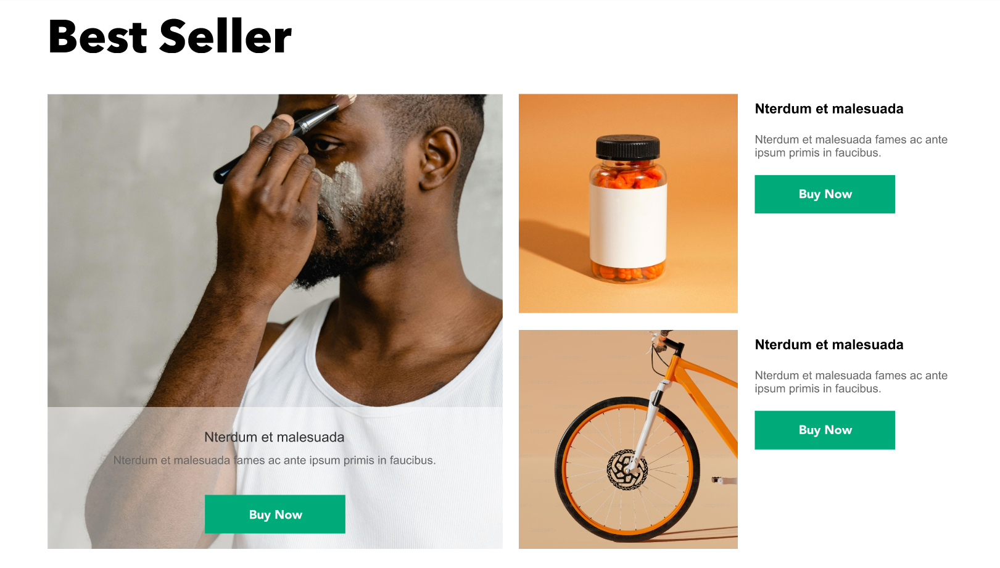 Best Seller
Nterdum et malesuada
Nterdum et malesuada fames ac ante ipsum primis in faucibus.
Buy Now
Nterdum et malesuada
Nterdum et malesuada fames ac ante
ipsum primis in faucibus.
Buy Now
Nterdum et malesuada
Nterdum et malesuada fames ac ante
ipsum primis in faucibus.
Buy Now